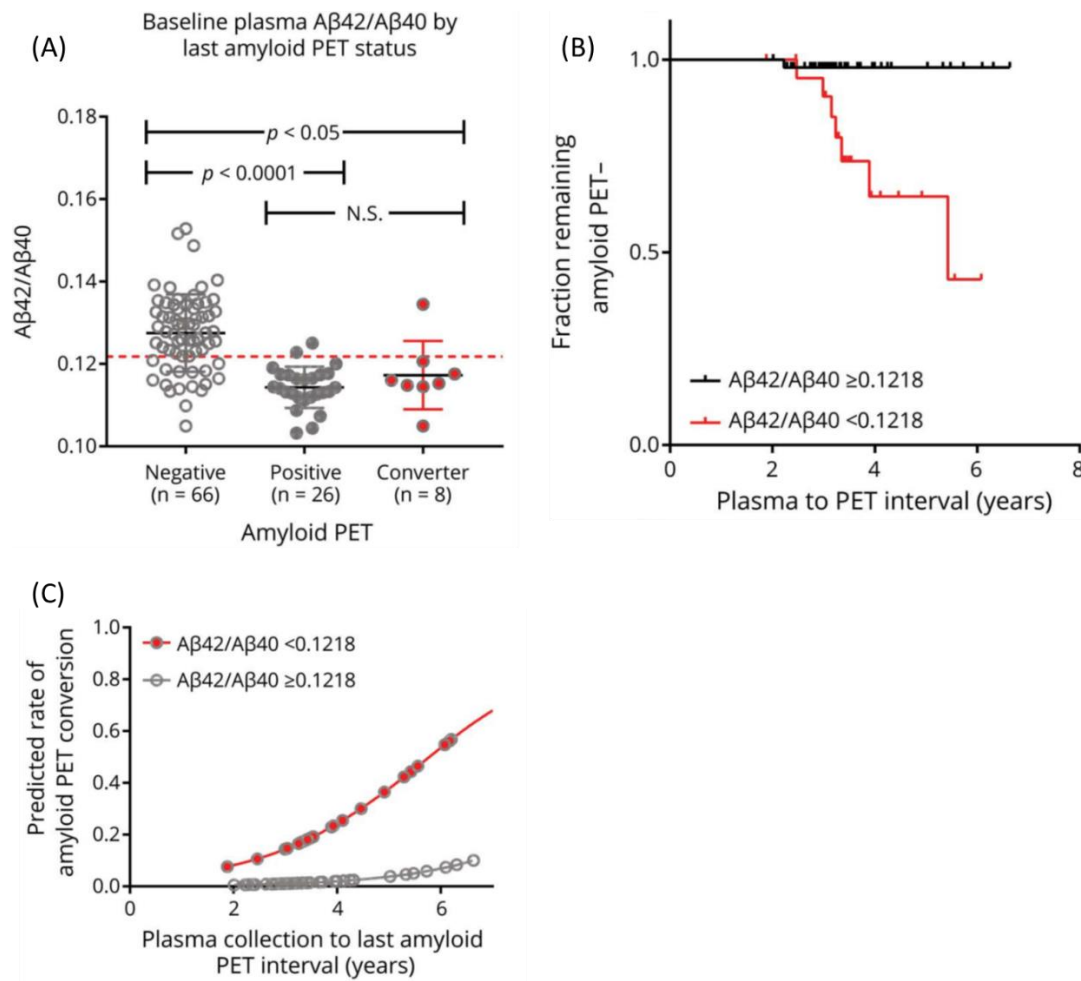 (A)
Baseline plasma Aβ42/Aβ40 by
last amyloid PET status
Aβ42/Aβ40
0.18
0.16
0.14
0.12
0.10
p < 0.05
p < 0.0001
N.S.
Negative
(n = 66)
Positive
(n = 26)
Converter
(n = 8)
Amyloid PET
(B)
Fraction remaining
amyloid PET–
1.0
0.5
0.0
Aβ42/Aβ40 ≥0.1218
Aβ42/Aβ40 <0.1218
0 2 4 6 8
Plasma to PET interval (years)
(C)
Predicted rate of
amyloid PET conversion
1.0
0.8
0.6
0.4
0.2
0.0
Aβ42/Aβ40 <0.1218
Aβ42/Aβ40 ≥0.1218
0 2 4 6
Plasma collection to last amyloid
PET interval (years)